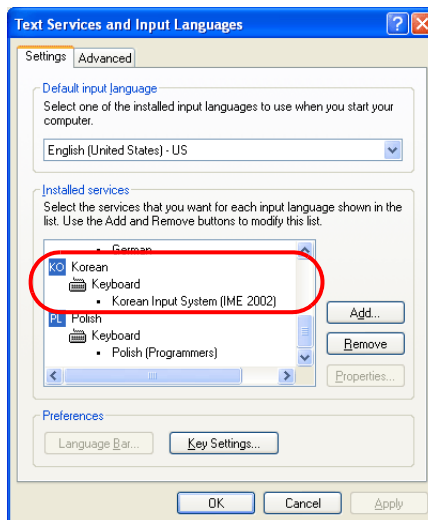 Text Services and Input Languages
Settings
Advanced
Default input language
Select one of the installed input languages to use when you start your
computer.
English (United States) - US
Installed services
Select the services that you want for each input language shown in the
list. Use the Add and Remove buttons to modify this list.
German
KO Korean
Keyboard
Korean Input System (IME 2002)
PL Polish
Keyboard
Polish (Programmers)
Add...
Remove
Properties...
Preferences
Language Bar...
Key Settings...
OK
Cancel
Apply